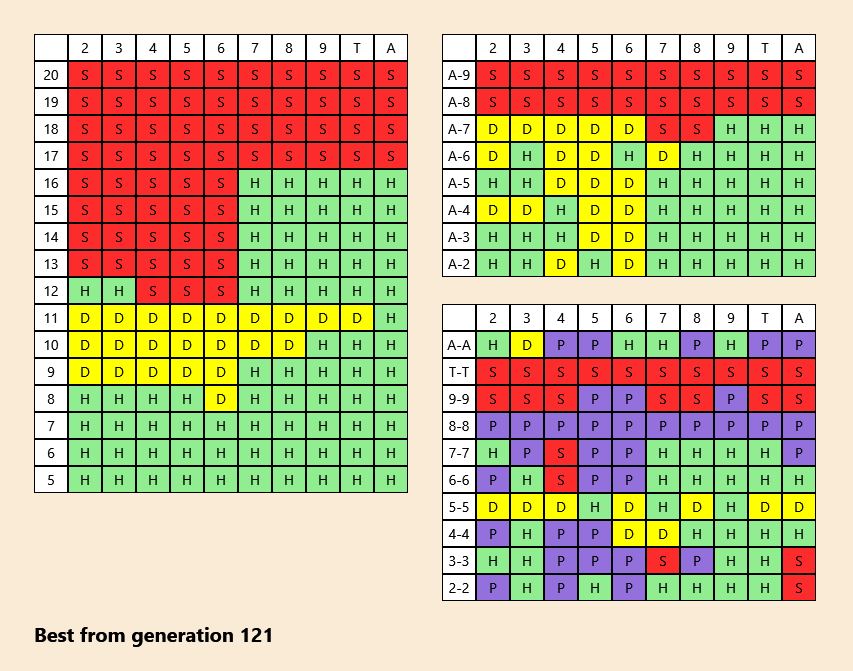 2 3 4 5 6 7 8 9 T A
20 S S S S S S S S S S
19 S S S S S S S S S S
18 S S S S S S S S S S
17 S S S S S S S S S S
16 S S S S S H H H H H
15 S S S S S H H H H H
14 S S S S S H H H H H
13 S S S S S H H H H H
12 H H S S S H H H H H
11 D D D D D D D D D H
10 D D D D D D D H H H
9 D D D D D H H H H H
8 H H H H D H H H H H
7 H H H H H H H H H H
6 H H H H H H H H H H
5 H H H H H H H H H H
2 3 4 5 6 7 8 9 T A
A-9 S S S S S S S S S S
A-8 S S S S S S S S S S
A-7 D D D D D S S H H H
A-6 D H D D H D H H H H
A-5 H H D D D H H H H H
A-4 D D H D D H H H H H
A-3 H H H D D H H H H H
A-2 H H D H D H H H H H
2 3 4 5 6 7 8 9 T A
A-A H D P P H H P H P P
T-T S S S S S S S S S S
9-9 S S S P P S S P S S
8-8 P P P P P P P P P P
7-7 H P S P P H H H H P
6-6 P H S P P H H H H H
5-5 D D D H D H D H D D
4-4 P H P P D D H H H H
3-3 H H P P P S P H H S
2-2 P H P H P H H H H S
Best from generation 121